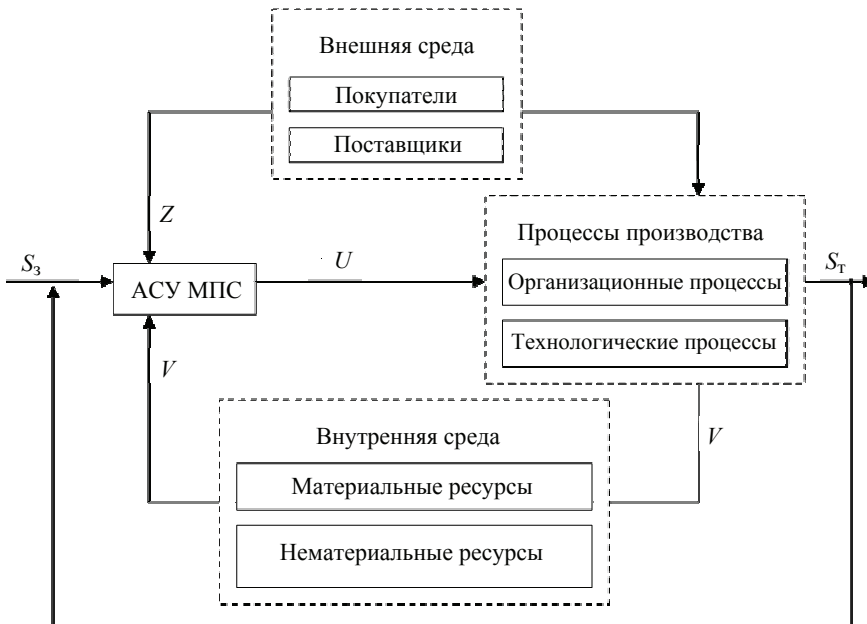 Внешняя среда
Покупатели
Поставщики
Z
Sз
АСУ МПС
U
Процессы производства
Организационные процессы
Технологические процессы
Sт
V
V
Внутренняя среда
Материальные ресурсы
Нематериальные ресурсы